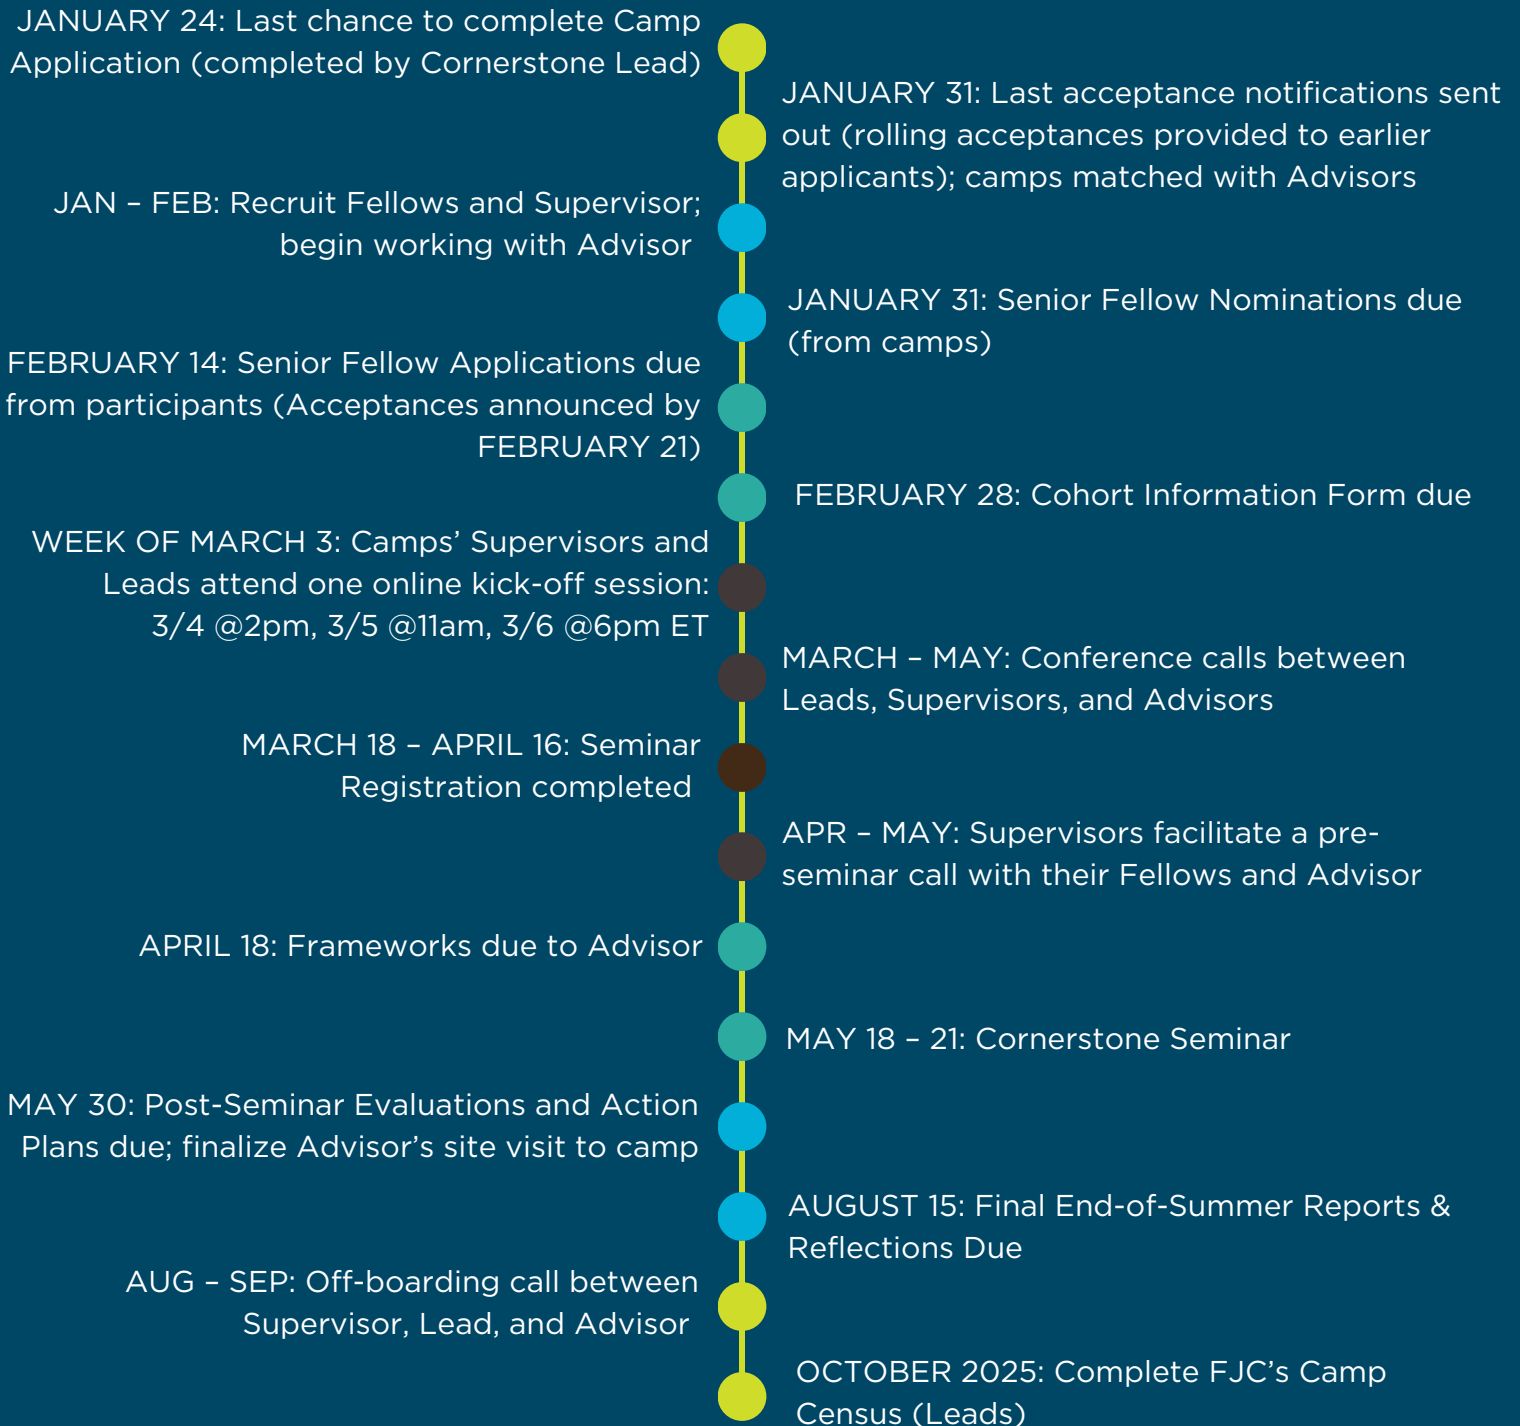 JANUARY 24: Last chance to complete Camp
Application (completed by Cornerstone Lead)
JANUARY 31: Last acceptance notifications sent
out (rolling acceptances provided to earlier
applicants); camps matched with Advisors
JAN – FEB: Recruit Fellows and Supervisor;
begin working with Advisor
JANUARY 31: Senior Fellow Nominations due
(from camps)
FEBRUARY 14: Senior Fellow Applications due
from participants (Acceptances announced by
FEBRUARY 21)
FEBRUARY 28: Cohort Information Form due
WEEK OF MARCH 3: Camps’ Supervisors and
Leads attend one online kick-off session:
3/4 @2pm, 3/5 @11am, 3/6 @6pm ET
MARCH – MAY: Conference calls between
Leads, Supervisors, and Advisors
MARCH 18 – APRIL 16: Seminar
Registration completed
APR – MAY: Supervisors facilitate a pre-
seminar call with their Fellows and Advisor
APRIL 18: Frameworks due to Advisor
MAY 18 – 21: Cornerstone Seminar
MAY 30: Post-Seminar Evaluations and Action
Plans due; finalize Advisor’s site visit to camp
AUGUST 15: Final End-of-Summer Reports &
Reflections Due
AUG – SEP: Off-boarding call between
Supervisor, Lead, and Advisor
OCTOBER 2025: Complete FJC’s Camp
Census (Leads)